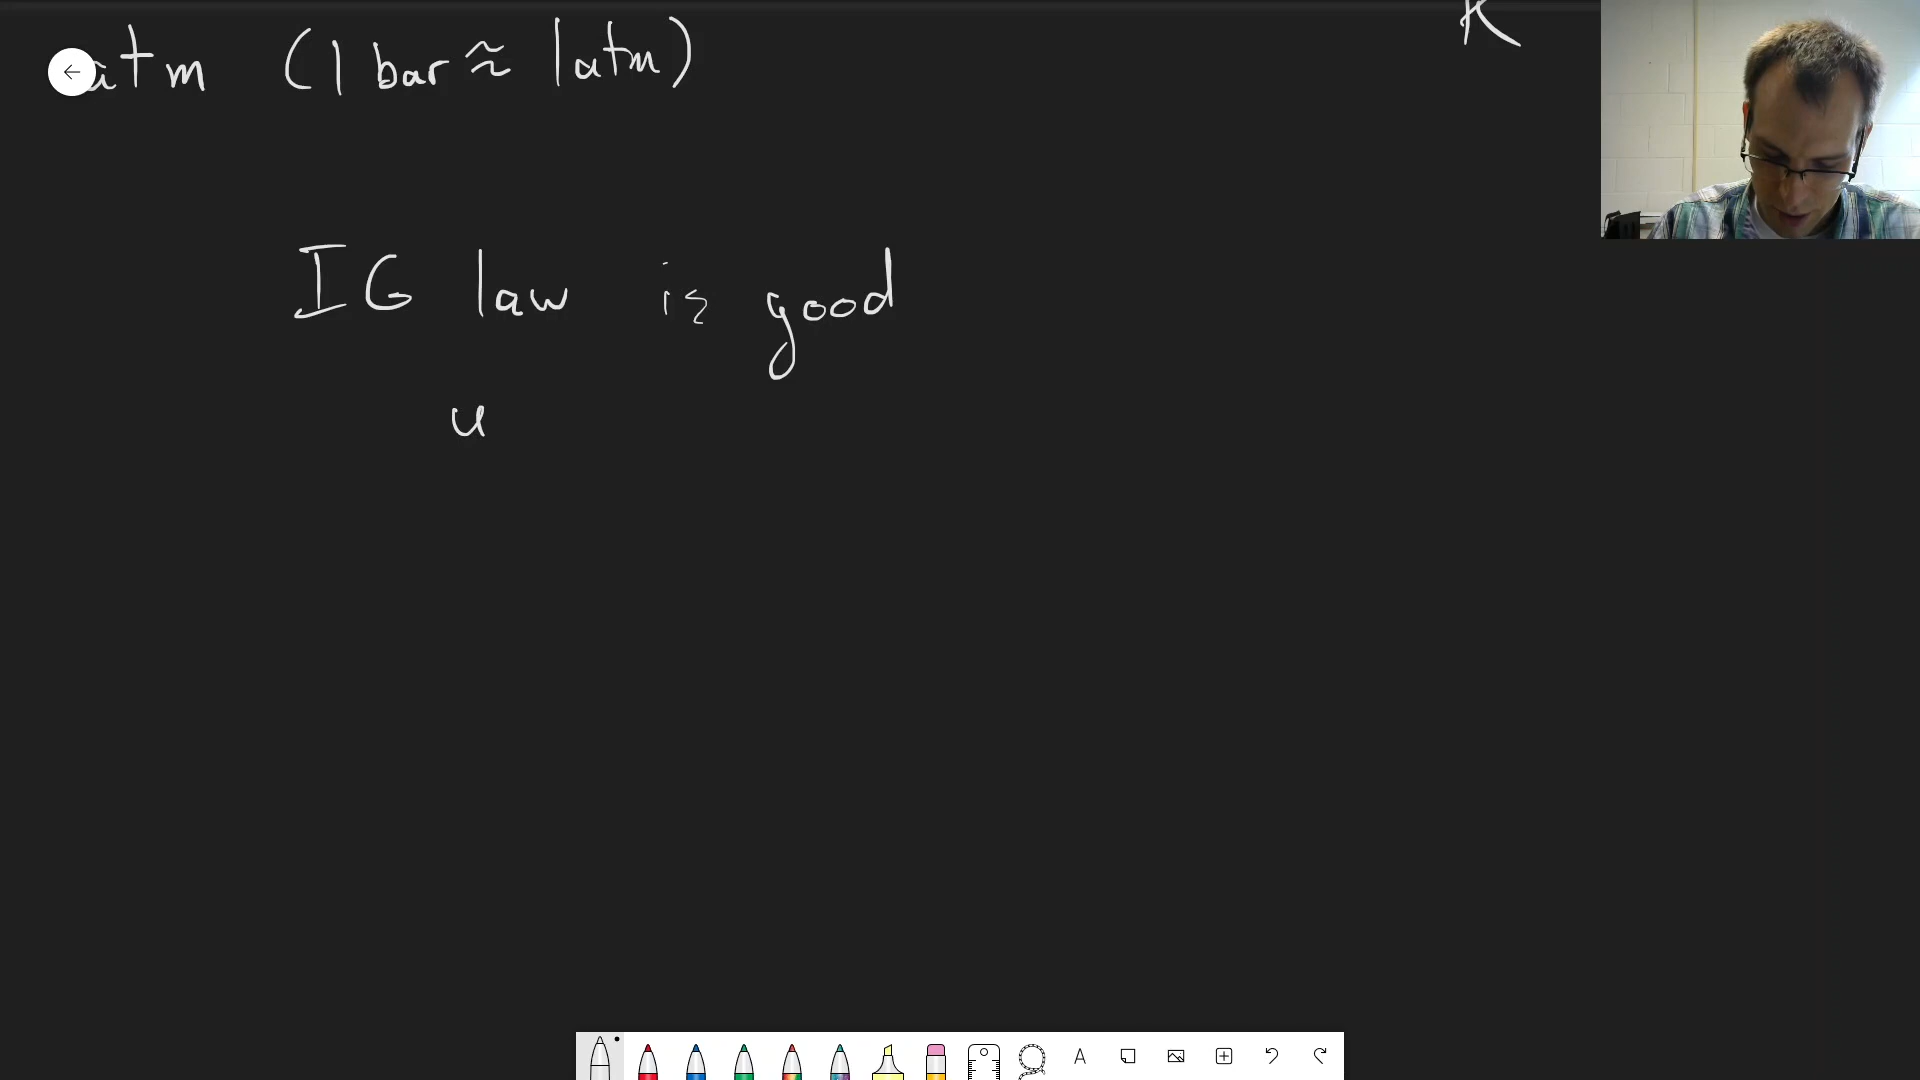 atm (1 bar ≈ 1atm)
K
IG law is good
u
A